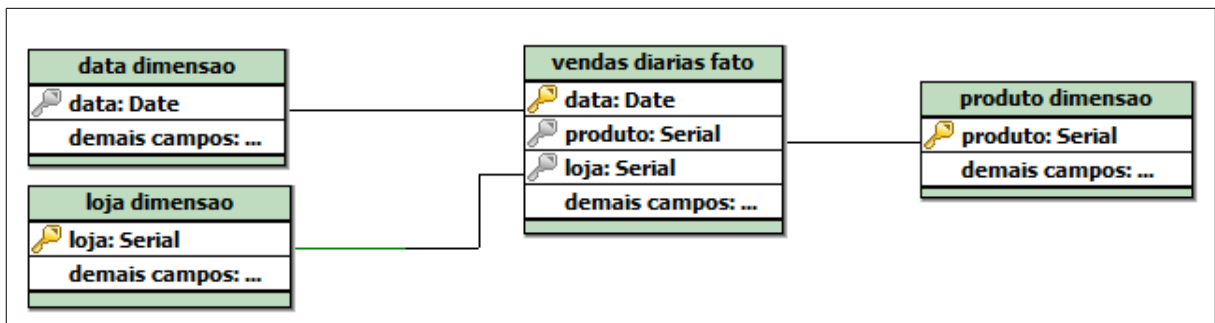 data dimensao
data: Date
demais campos: ...
loja dimensao
loja: Serial
demais campos: ...
vendas diarias fato
data: Date
produto: Serial
loja: Serial
demais campos: ...
produto dimensao
produto: Serial
demais campos: ...